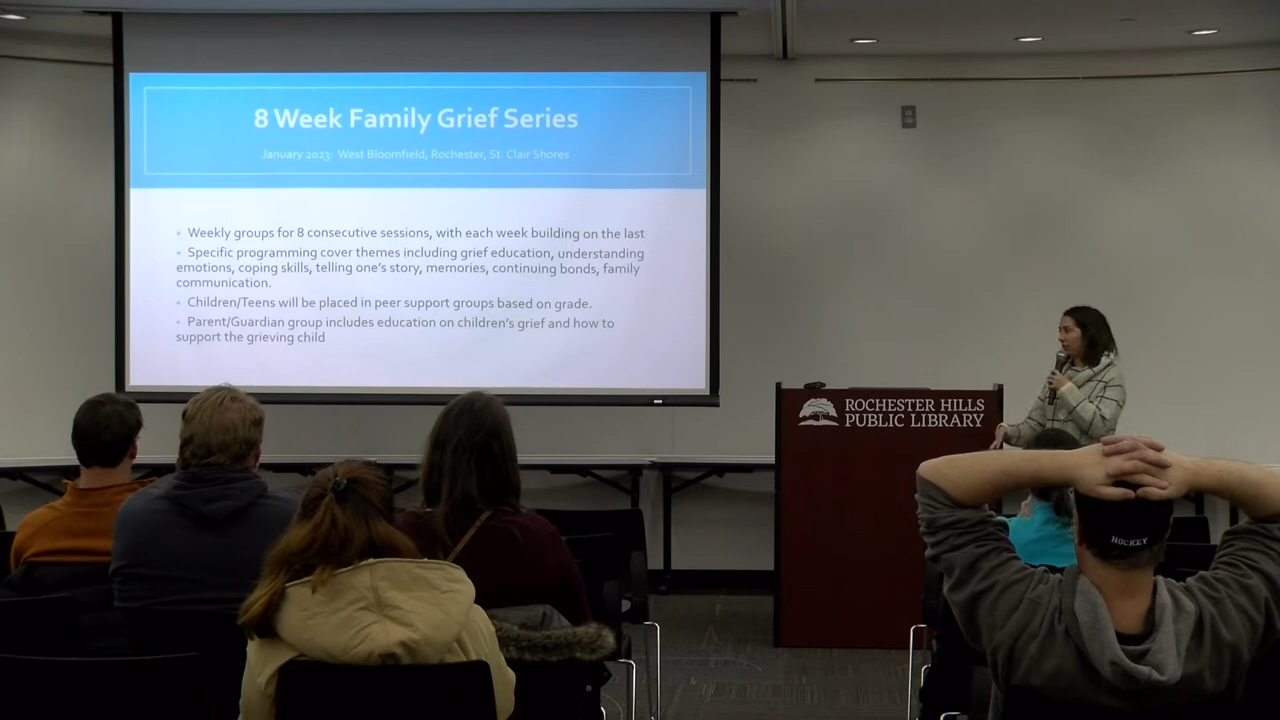 8 Week Family Grief Series
January 2023: West Bloomfield, Rochester, St. Clair Shores
Weekly groups for 8 consecutive sessions, with each week building on the last
Specific programming cover themes including grief education, understanding
emotions, coping skills, telling one's story, memories, continuing bonds, family
communication.
Children/Teens will be placed in peer support groups based on grade.
Parent/Guardian group includes education on children's grief and how to
support the grieving child
ROCHESTER HILLS
PUBLIC LIBRARY
HOCKEY